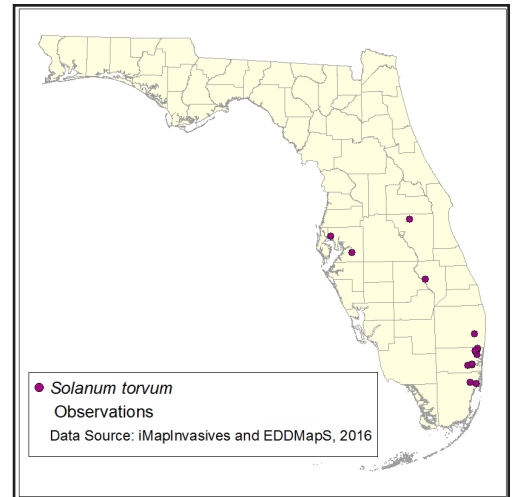 Solanum torvum
Observations
Data Source: iMapInvasives and EDDMapS, 2016